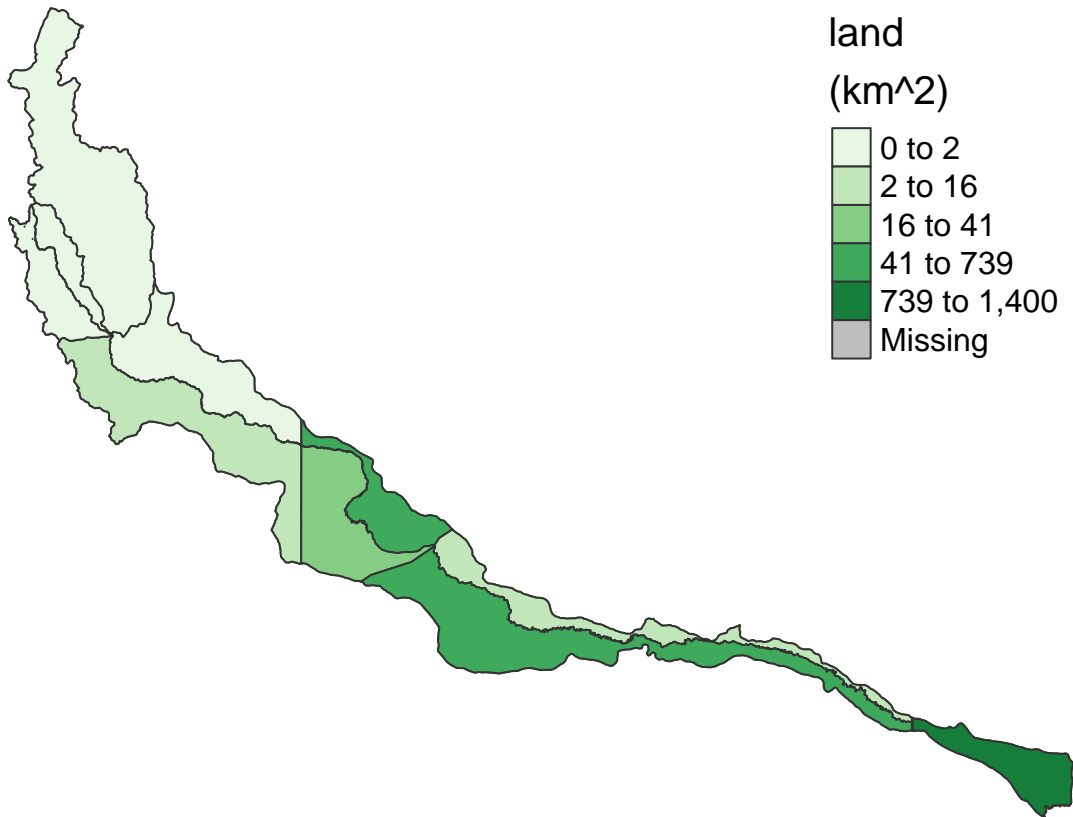 land
(km^2)
0 to 2
2 to 16
16 to 41
41 to 739
739 to 1,400
Missing